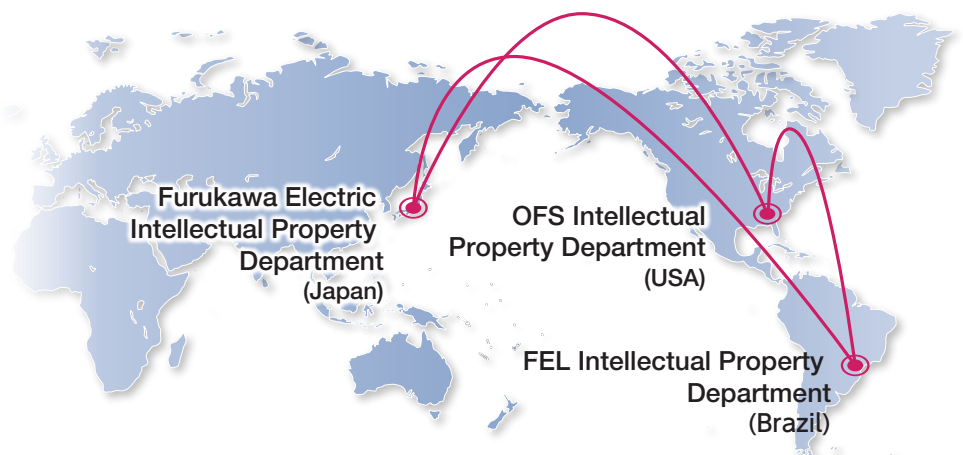 Furukawa Electric
Intellectual Property
Department
(Japan)
OFS Intellectual
Property Department
(USA)
FEL Intellectual Property
Department
(Brazil)